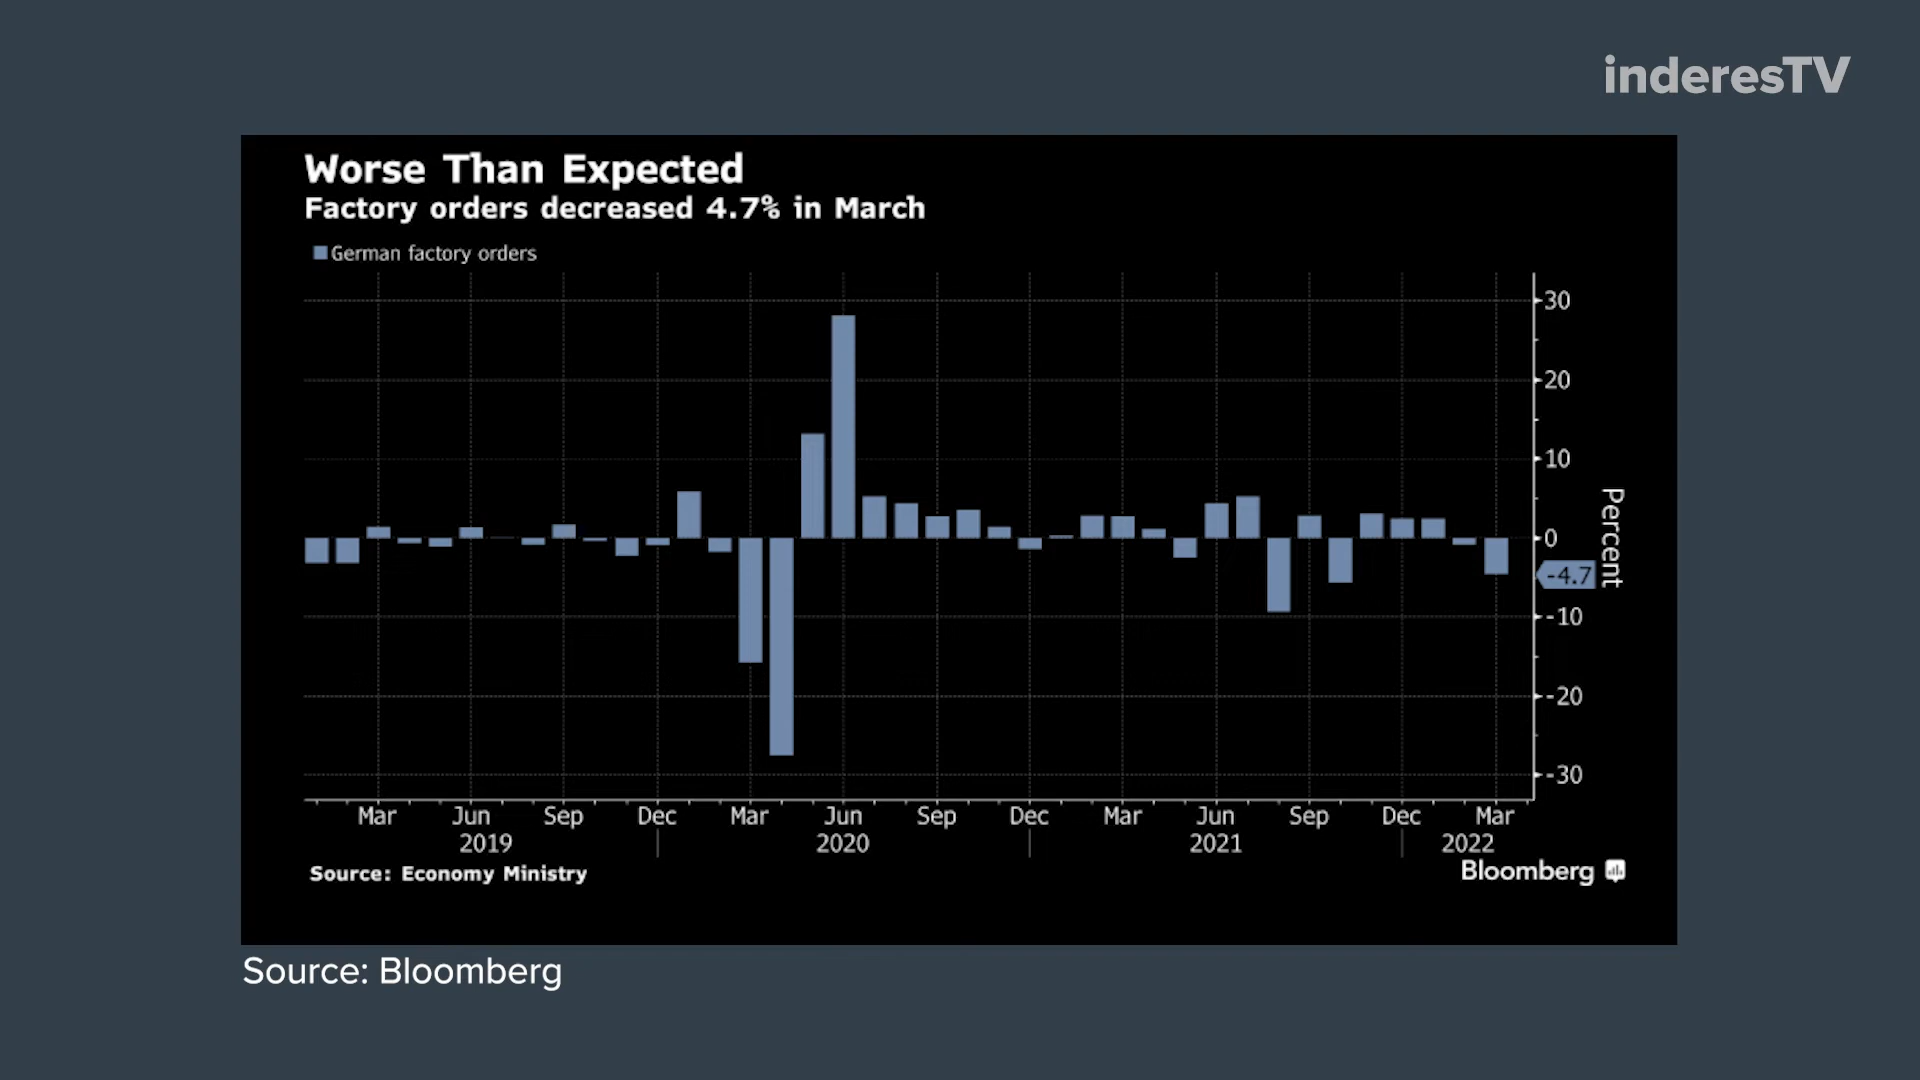 inderesTV
Worse Than Expected
Factory orders decreased 4.7% in March
German factory orders
30
20
10
0
-4.7
-10
-20
-30
Percent
Mar Jun Sep Dec Mar Jun Sep Dec Mar Jun Sep Dec Mar
2019 2020 2021 2022
Source: Economy Ministry
Bloomberg
Source: Bloomberg